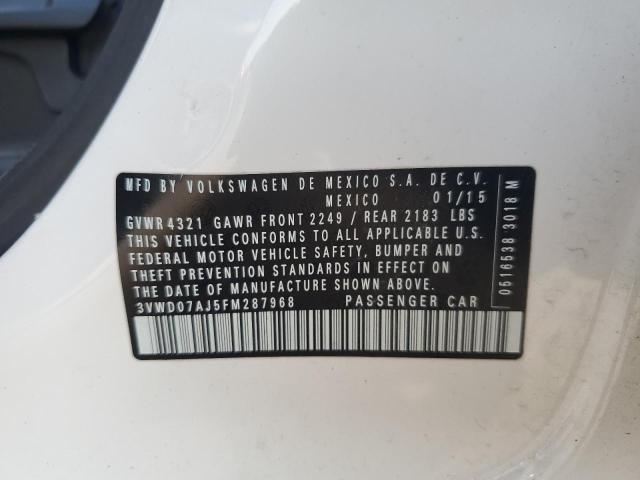 MFD BY VOLKSWAGEN DE MEXICO S.A. DE C.V.
MEXICO 01/15
GVWR 4321 GAWR FRONT 2249 / REAR 2183 LBS
THIS VEHICLE CONFORMS TO ALL APPLICABLE U.S.
FEDERAL MOTOR VEHICLE SAFETY, BUMPER AND
THEFT PREVENTION STANDARDS IN EFFECT ON
THE DATE OF MANUFACTURE SHOWN ABOVE.
3VWD07AJ5FM287968 PASSENGER CAR
0516538 3018 M